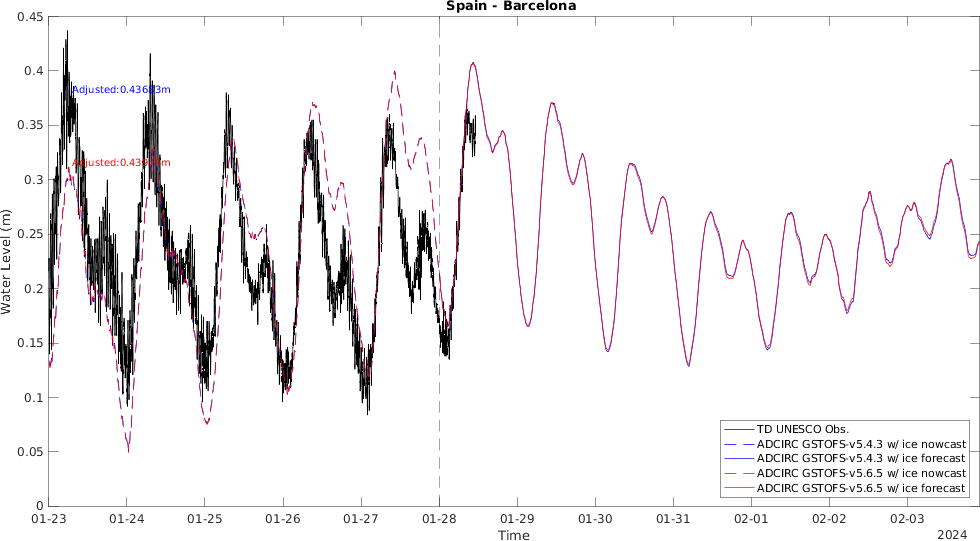 Spain - Barcelona
0.45
0.4
0.35
0.3
0.25
0.2
0.15
0.1
0.05
0
Water Level (m)
Adjusted:0.43683m
TD UNESCO Obs.
ADCIRC GSTOFS-v5.4.3 w/ ice nowcast
ADCIRC GSTOFS-v5.4.3 w/ ice forecast
ADCIRC GSTOFS-v5.6.5 w/ ice nowcast
ADCIRC GSTOFS-v5.6.5 w/ ice forecast
01-23 01-24 01-25 01-26 01-27 01-28 01-29 01-30 01-31 02-01 02-02 02-03
Time
2024